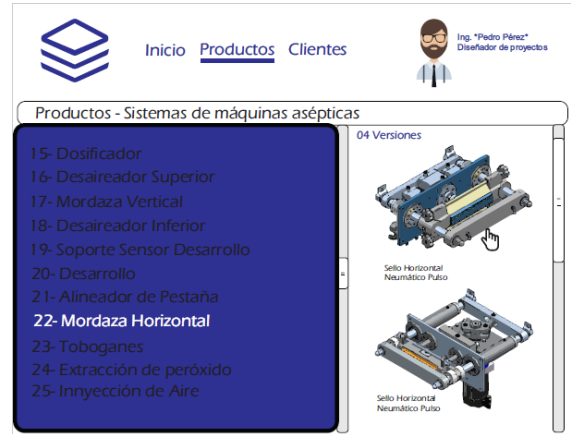 Inicio Productos Clientes
Ing. "Pedro Pérez"
Diseñador de proyectos
Productos - Sistemas de máquinas asépticas
15- Dosificador
16- Desaireador Superior
17- Mordaza Vertical
18- Desaireador Inferior
19- Soporte Sensor Desarrollo
20- Desarrollo
21- Alineador de Pestaña
22- Mordaza Horizontal
23- Toboganes
24- Extracción de peróxido
25- Innyección de Aire
04 Versiones
Sello Horizontal
Neumático Pulso
Sello Horizontal
Neumático Pulso